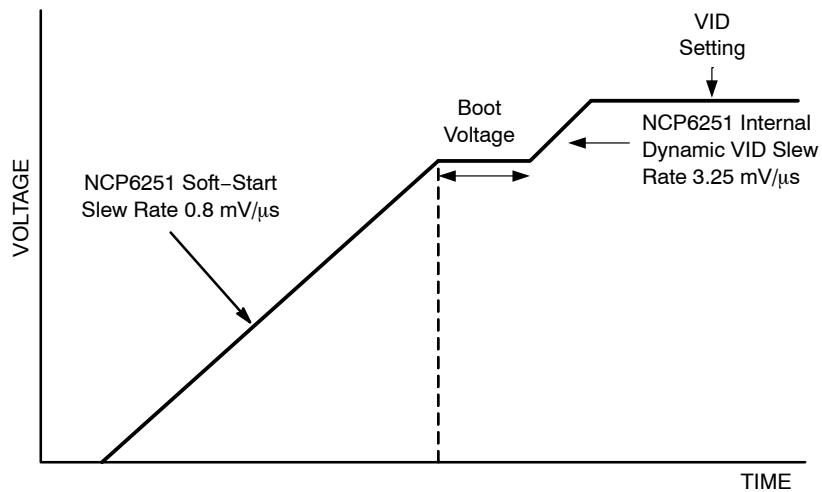 VID
Setting
Boot
Voltage
NCP6251 Internal
Dynamic VID Slew
Rate 3.25 mV/μs
NCP6251 Soft−Start
Slew Rate 0.8 mV/μs
VOLTAGE
TIME